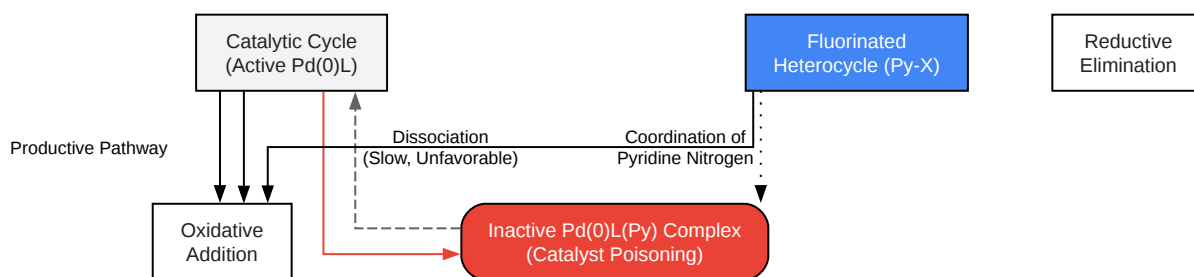 Catalytic Cycle
(Active Pd(0)L)
Fluorinated
Heterocycle (Py-X)
Reductive
Elimination
Productive Pathway
Dissociation
(Slow, Unfavorable)
Coordination of
Pyridine Nitrogen
Oxidative
Addition
Inactive Pd(0)L(Py) Complex
(Catalyst Poisoning)